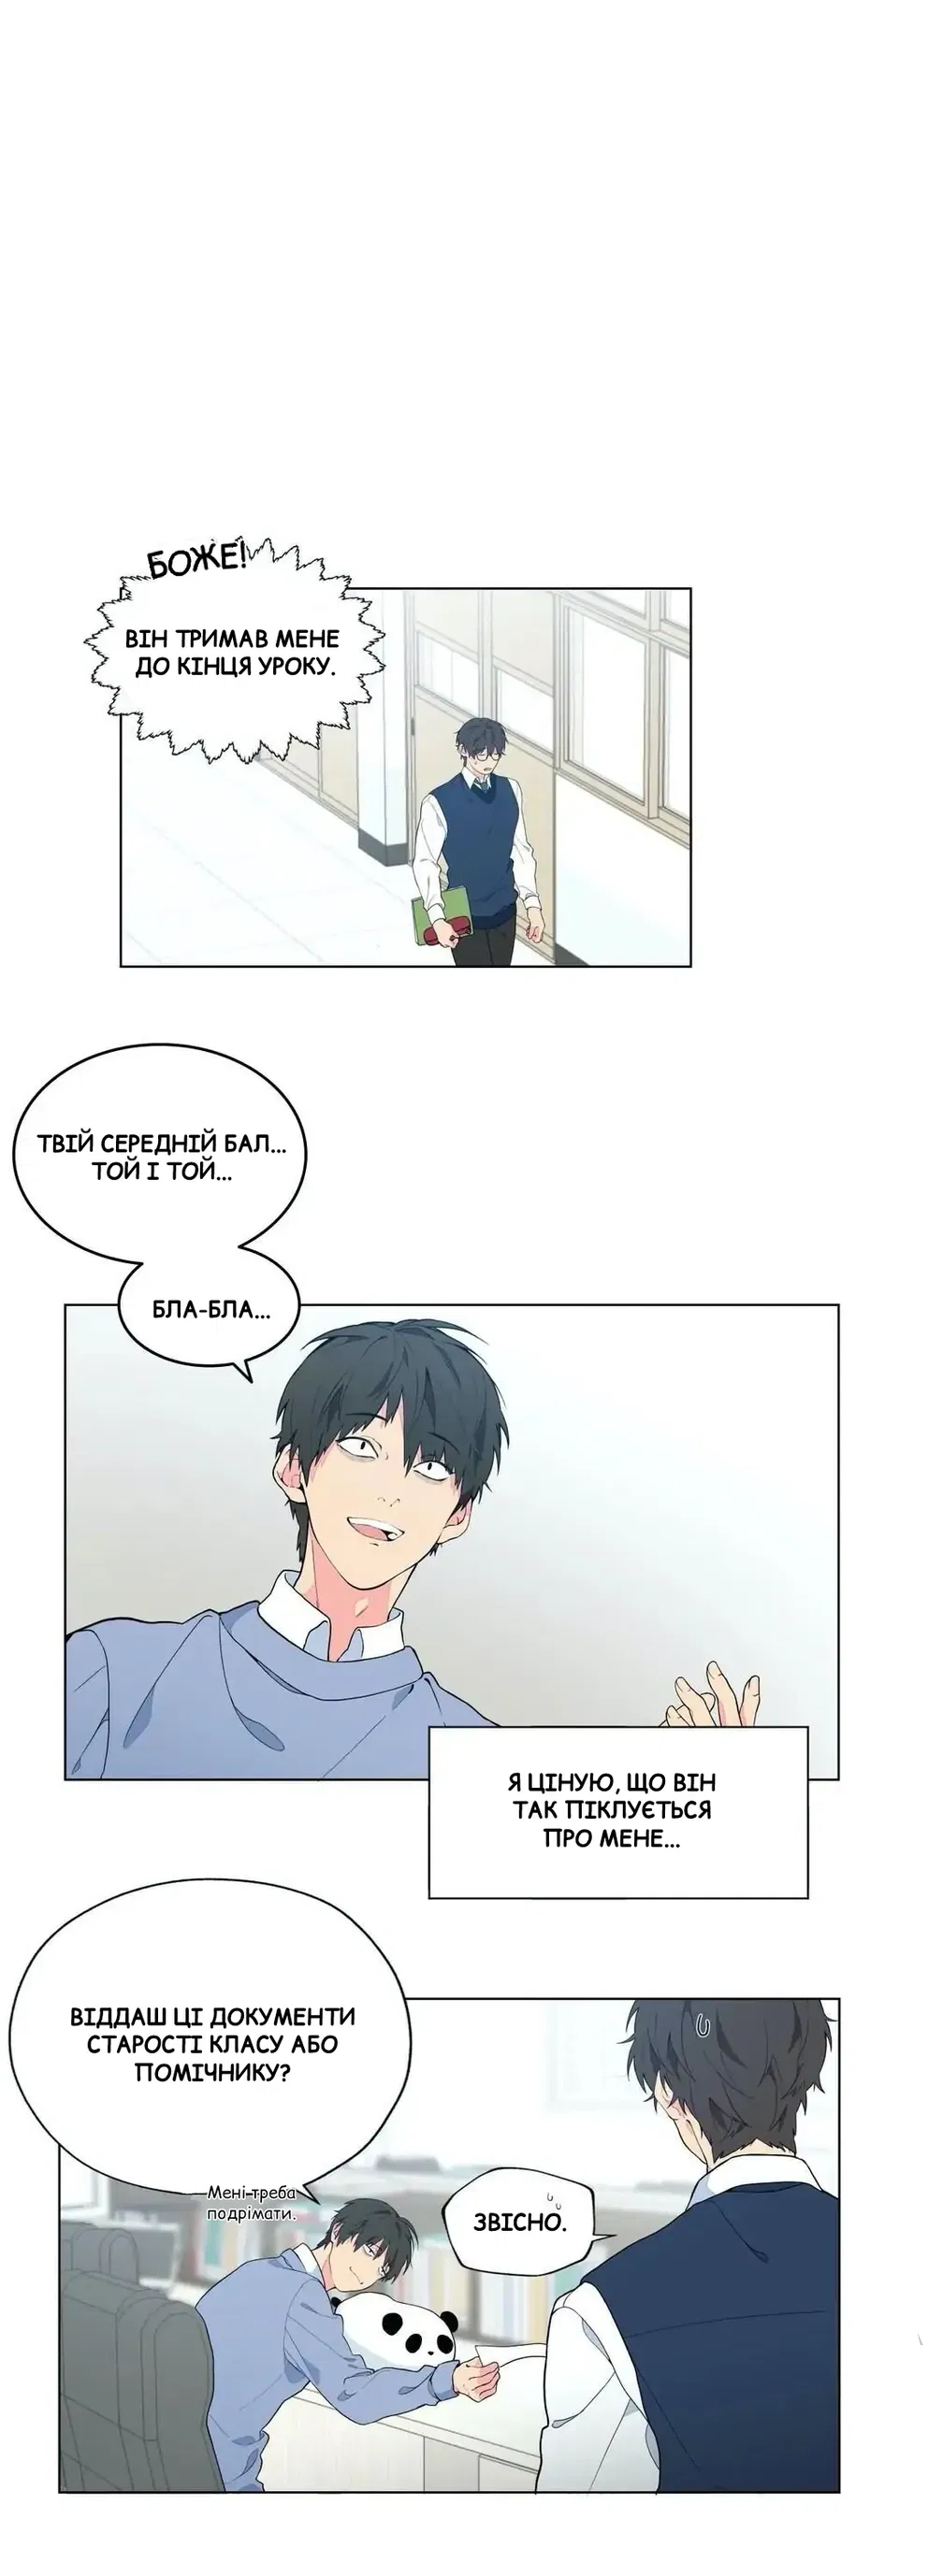 БОЖЕ!
ВІН ТРИМАВ МЕНЕ
ДО КІНЦЯ УРОКУ.
ТВІЙ СЕРЕДНІЙ БАЛ...
ТОЙ І ТОЙ...
БЛА-БЛА...
Я ЦІНУЮ, ЩО ВІН
ТАК ПІКЛУЄТЬСЯ
ПРО МЕНЕ...
ВІДДАШ ЦІ ДОКУМЕНТИ
СТАРОСТІ КЛАСУ АБО
ПОМІЧНИКУ?
Мені треба
подрімати.
ЗВІСНО.